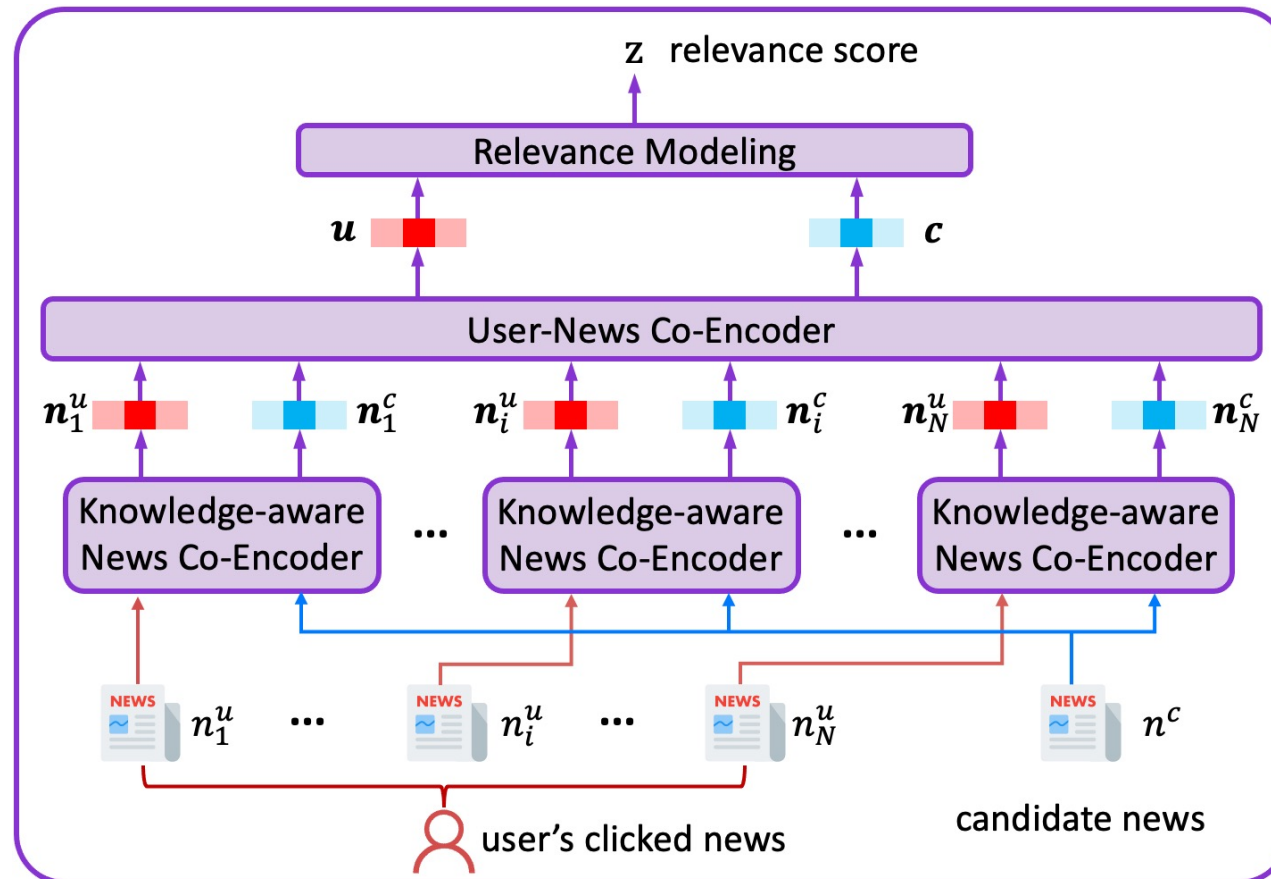 z relevance score
Relevance Modeling
u c
User-News Co-Encoder
n₁ᵘ n₁ᶜ nᵢᵘ nᵢᶜ n_Nᵘ n_Nᶜ
Knowledge-aware Knowledge-aware Knowledge-aware
News Co-Encoder ... News Co-Encoder ... News Co-Encoder
NEWS NEWS NEWS NEWS
n₁ᵘ ... nᵢᵘ ... n_Nᵘ nᶜ
user's clicked news candidate news